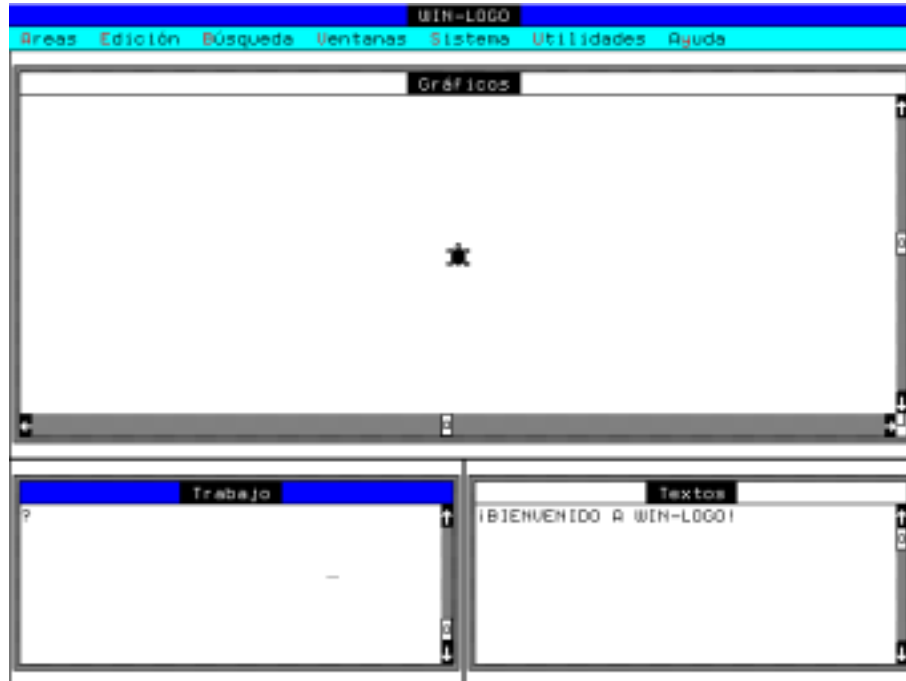 WIN-LOGO
Areas Edición Búsqueda Ventanas Sistema Utilidades Ayuda
Gráficos
Trabajo
?
Textos
¡BIENVENIDO A WIN-LOGO!